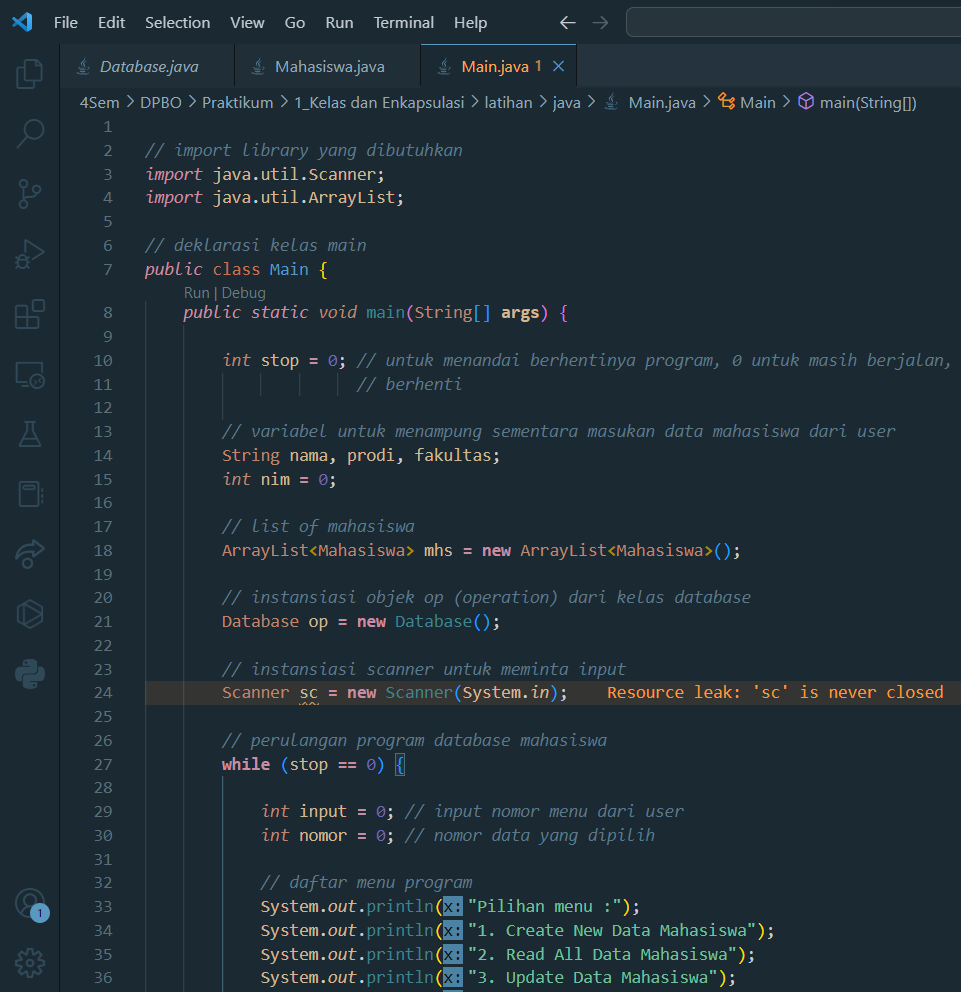 File Edit Selection View Go Run Terminal Help
Database.java Mahasiswa.java Main.java 1
4Sem > DPBO > Praktikum > 1_Kelas dan Enkapsulasi > latihan > java > Main.java > Main > main(String[])
1
2 // import library yang dibutuhkan
3 import java.util.Scanner;
4 import java.util.ArrayList;
5
6 // deklarasi kelas main
7 public class Main {
Run | Debug
8 public static void main(String[] args) {
9
10 int stop = 0; // untuk menandai berhentinya program, 0 untuk masih berjalan,
11 // berhenti
12
13 // variabel untuk menampung sementara masukan data mahasiswa dari user
14 String nama, prodi, fakultas;
15 int nim = 0;
16
17 // list of mahasiswa
18 ArrayList<Mahasiswa> mhs = new ArrayList<Mahasiswa>();
19
20 // instansiasi objek op (operation) dari kelas database
21 Database op = new Database();
22
23 // instansiasi scanner untuk meminta input
24 Scanner sc = new Scanner(System.in); Resource leak: 'sc' is never closed
25
26 // perulangan program database mahasiswa
27 while (stop == 0) {
28
29 int input = 0; // input nomor menu dari user
30 int nomor = 0; // nomor data yang dipilih
31
32 // daftar menu program
33 System.out.println(x: "Pilihan menu :");
34 System.out.println(x: "1. Create New Data Mahasiswa");
35 System.out.println(x: "2. Read All Data Mahasiswa");
36 System.out.println(x: "3. Update Data Mahasiswa");
1